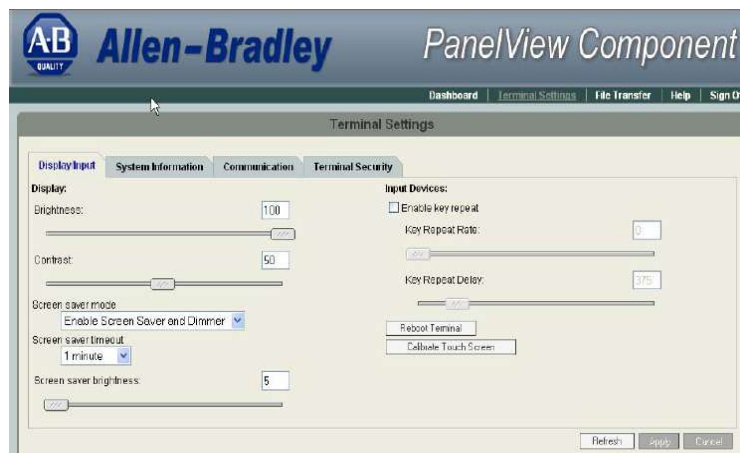 A·B
QUALITY
Allen-Bradley
PanelView Component
Dashboard | Terminal Settings | File Transfer | Help | Sign O
Terminal Settings
Display Input
System Information
Communication
Terminal Security
Display:
Brightness:
100
Contrast:
50
Screen saver mode
Enable Screen Saver and Dimmer
Screen saver timeout
1 minute
Screen saver brightness:
5
Input Devices:
Enable key repeat
Key Repeat Rate:
0
Key Repeat Delay:
375
Reboot Terminal
Calibrate Touch Screen
Refresh
Apply
Cancel